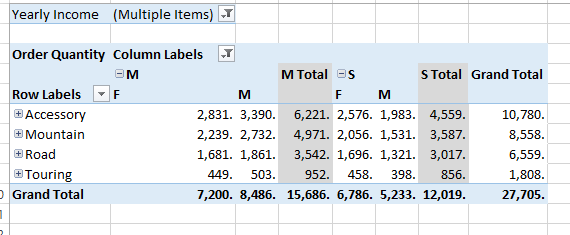 Yearly Income (Multiple Items)
Order Quantity Column Labels
M M Total S S Total Grand Total
Row Labels F M F M
Accessory 2,831. 3,390. 6,221. 2,576. 1,983. 4,559. 10,780.
Mountain 2,239. 2,732. 4,971. 2,056. 1,531. 3,587. 8,558.
Road 1,681. 1,861. 3,542. 1,696. 1,321. 3,017. 6,559.
Touring 449. 503. 952. 458. 398. 856. 1,808.
Grand Total 7,200. 8,486. 15,686. 6,786. 5,233. 12,019. 27,705.